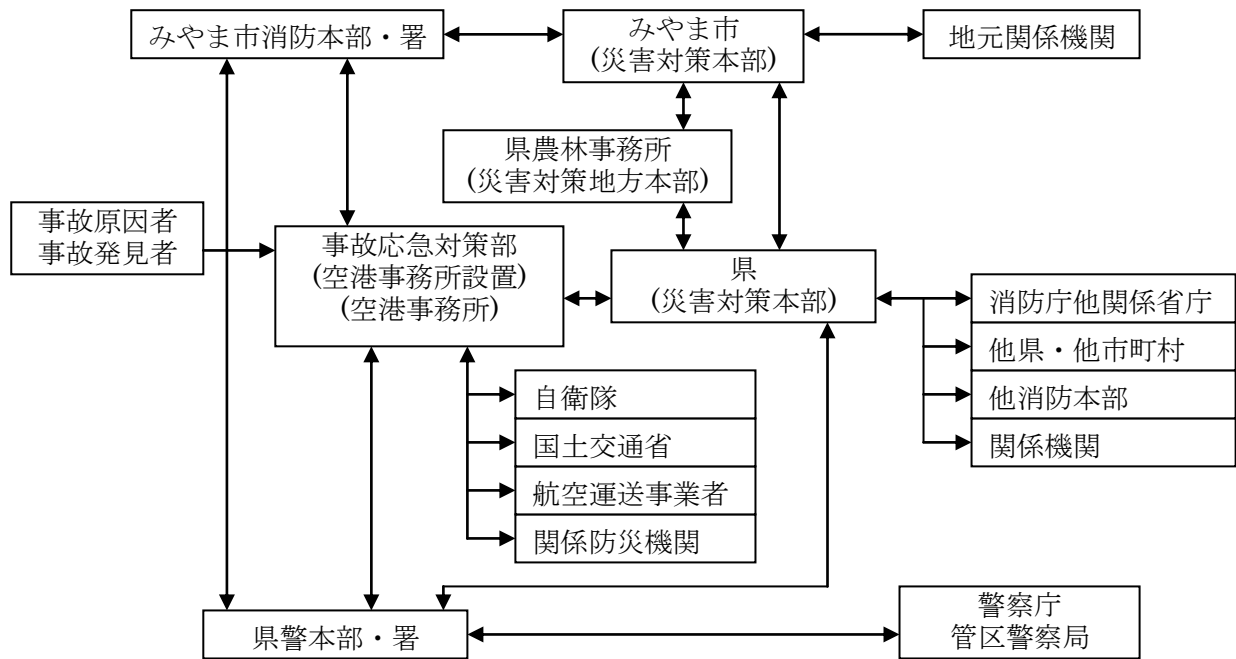 みやま市消防本部・署
みやま市
(災害対策本部)
地元関係機関
県農林事務所
(災害対策地方本部)
事故原因者
事故発見者
事故応急対策部
(空港事務所設置)
(空港事務所)
県
(災害対策本部)
消防庁他関係省庁
他県・他市町村
他消防本部
関係機関
自衛隊
国土交通省
航空運送事業者
関係防災機関
県警本部・署
警察庁
管区警察局